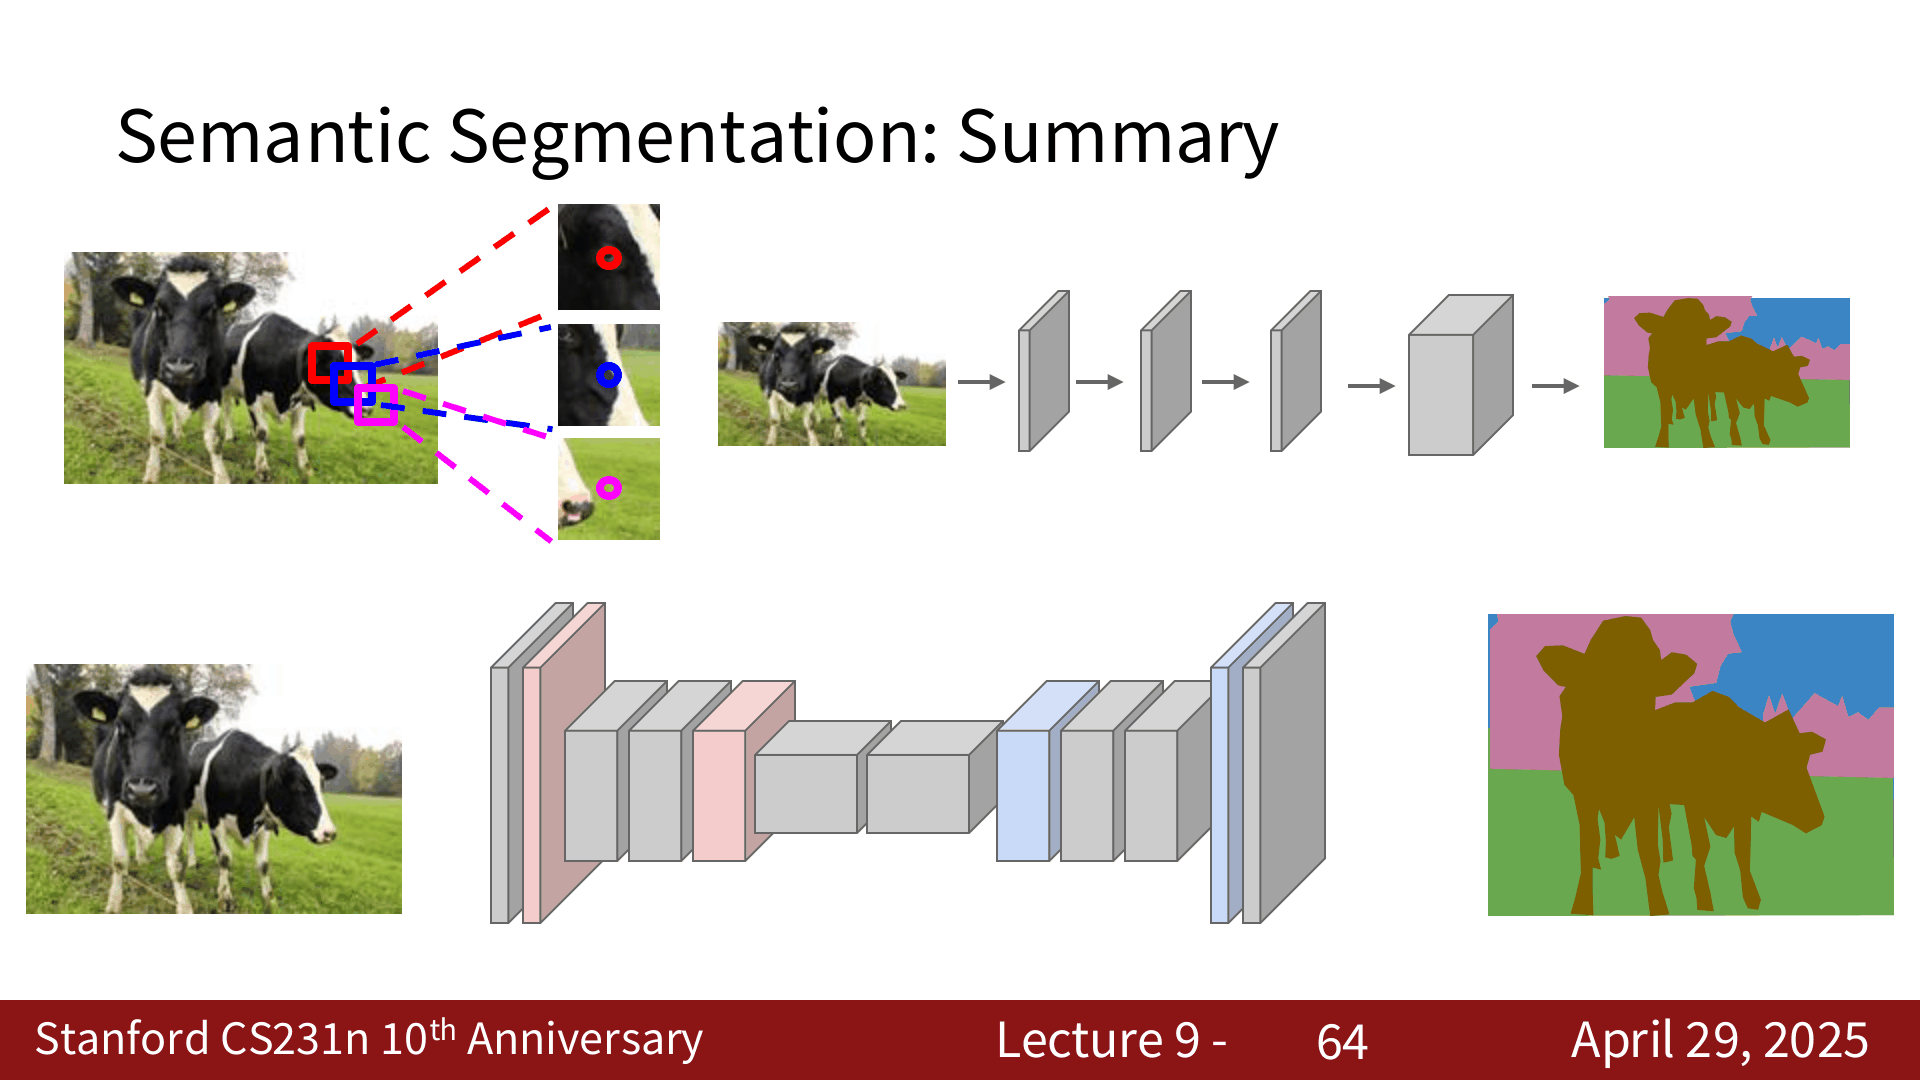 Semantic Segmentation: Summary
Stanford CS231n 10th Anniversary
Lecture 9 - 64
April 29, 2025